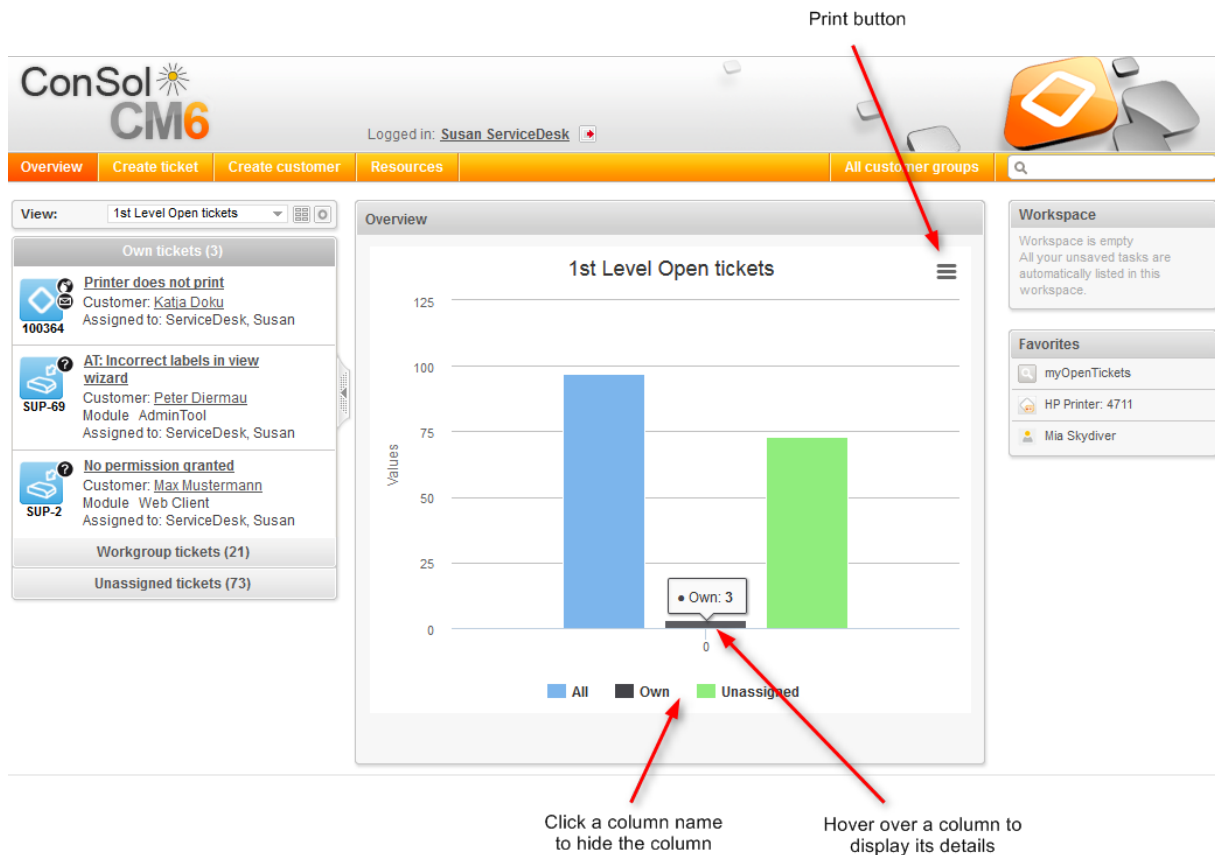 Print button
ConSol
CM6
Logged in: Susan ServiceDesk
Overview
Create ticket
Create customer
Resources
All customer groups
View:
1st Level Open tickets
Own tickets (3)
Printer does not print
Customer: Katja Doku
Assigned to: ServiceDesk, Susan
100364
AT: Incorrect labels in view
wizard
Customer: Peter Diermau
Module AdminTool
Assigned to: ServiceDesk, Susan
SUP-69
No permission granted
Customer: Max Mustermann
Module Web Client
Assigned to: ServiceDesk, Susan
SUP-2
Workgroup tickets (21)
Unassigned tickets (73)
Overview
1st Level Open tickets
125
100
75
50
25
0
Values
• Own: 3
0
All
Own
Unassigned
Workspace
Workspace is empty
All your unsaved tasks are
automatically listed in this
workspace.
Favorites
myOpenTickets
HP Printer: 4711
Mia Skydiver
Click a column name
to hide the column
Hover over a column to
display its details